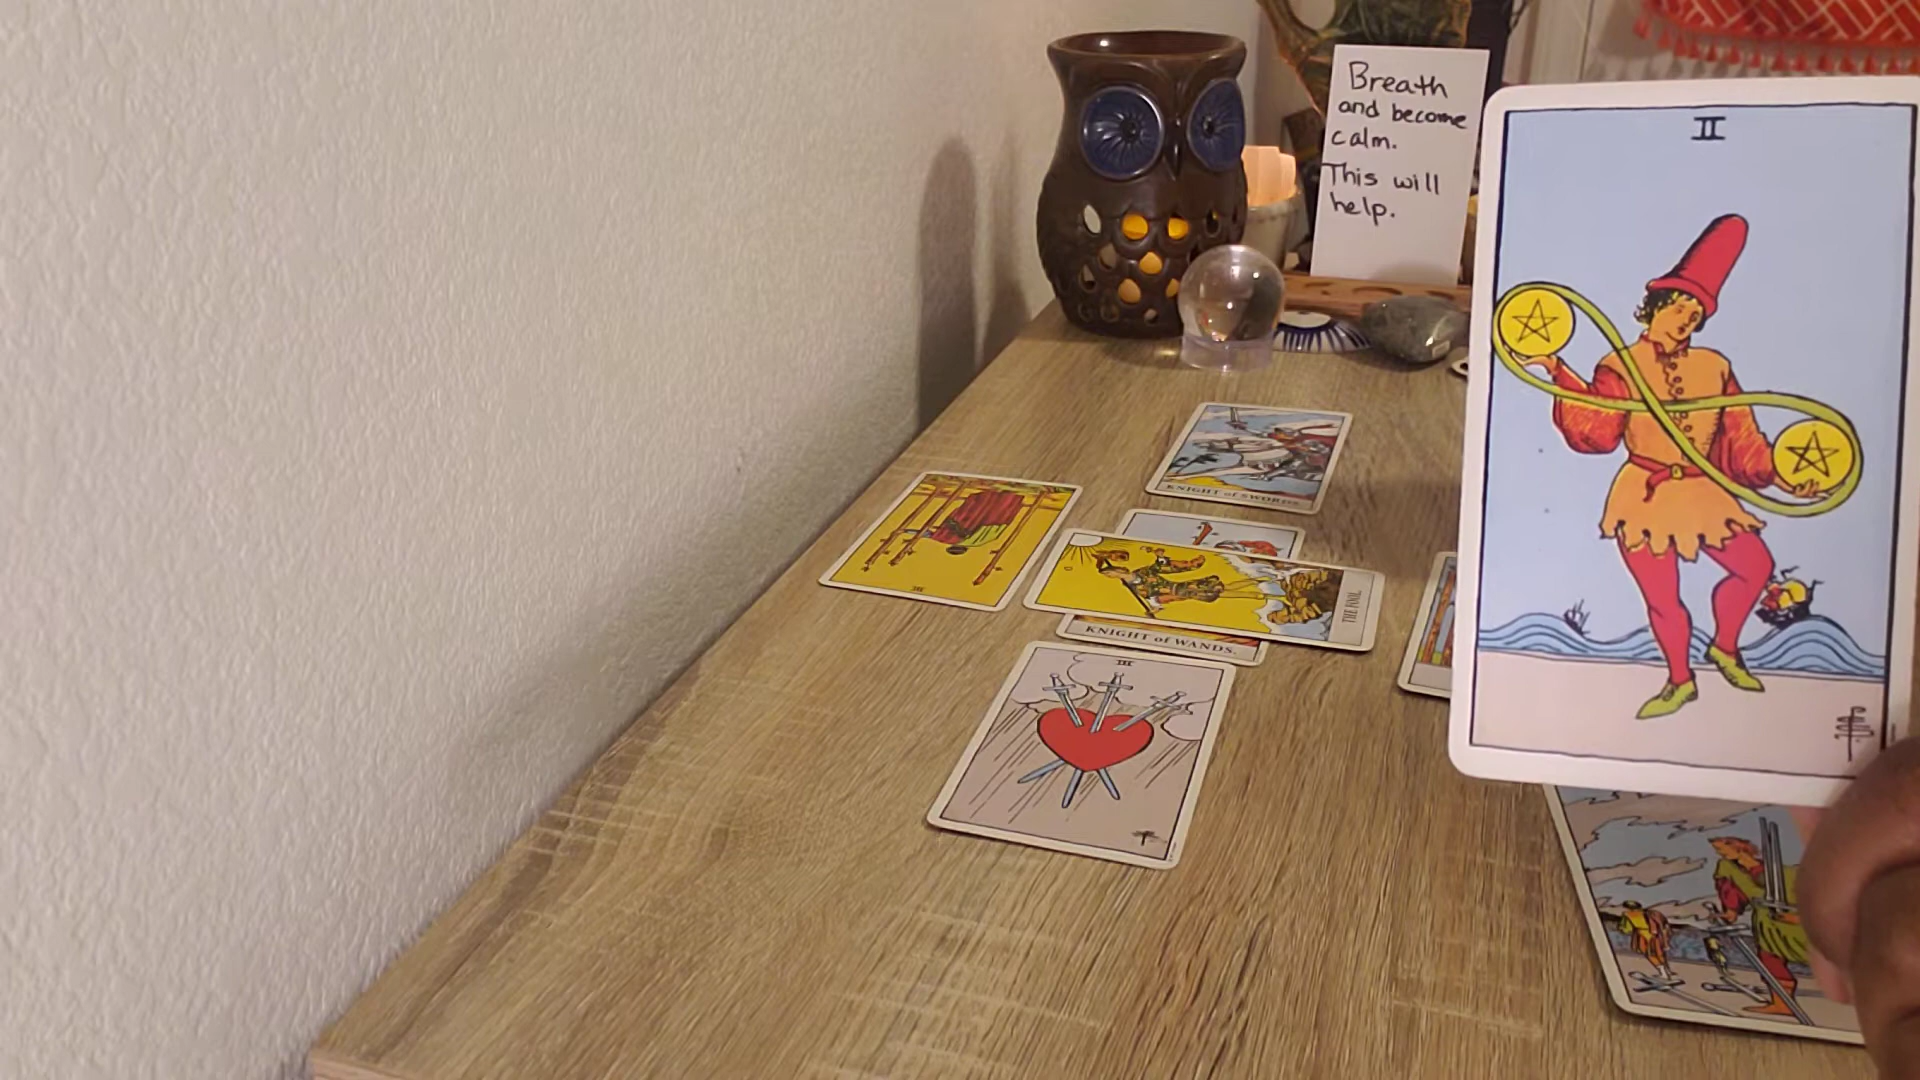 Breath
and become
calm.
This will
help.
II
KNIGHT of SWORDS.
THE FOOL.
KNIGHT of WANDS.
III